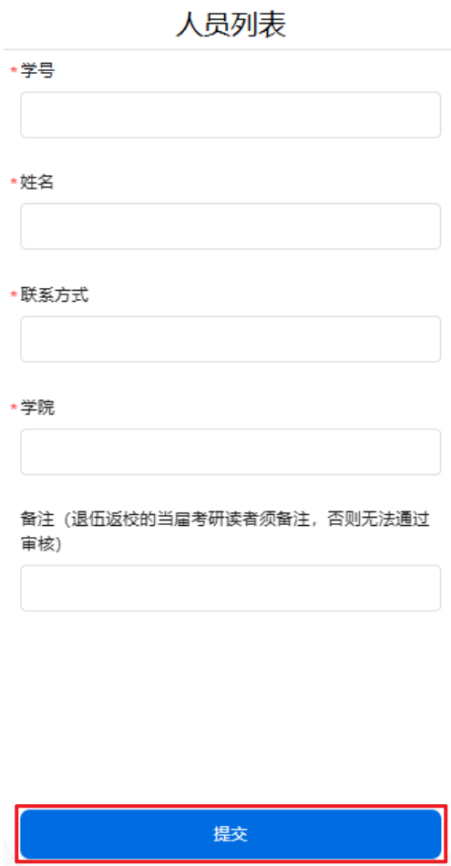 人员列表
*学号
*姓名
*联系方式
*学院
备注（退伍返校的当届考研读者须备注，否则无法通过
审核）
提交